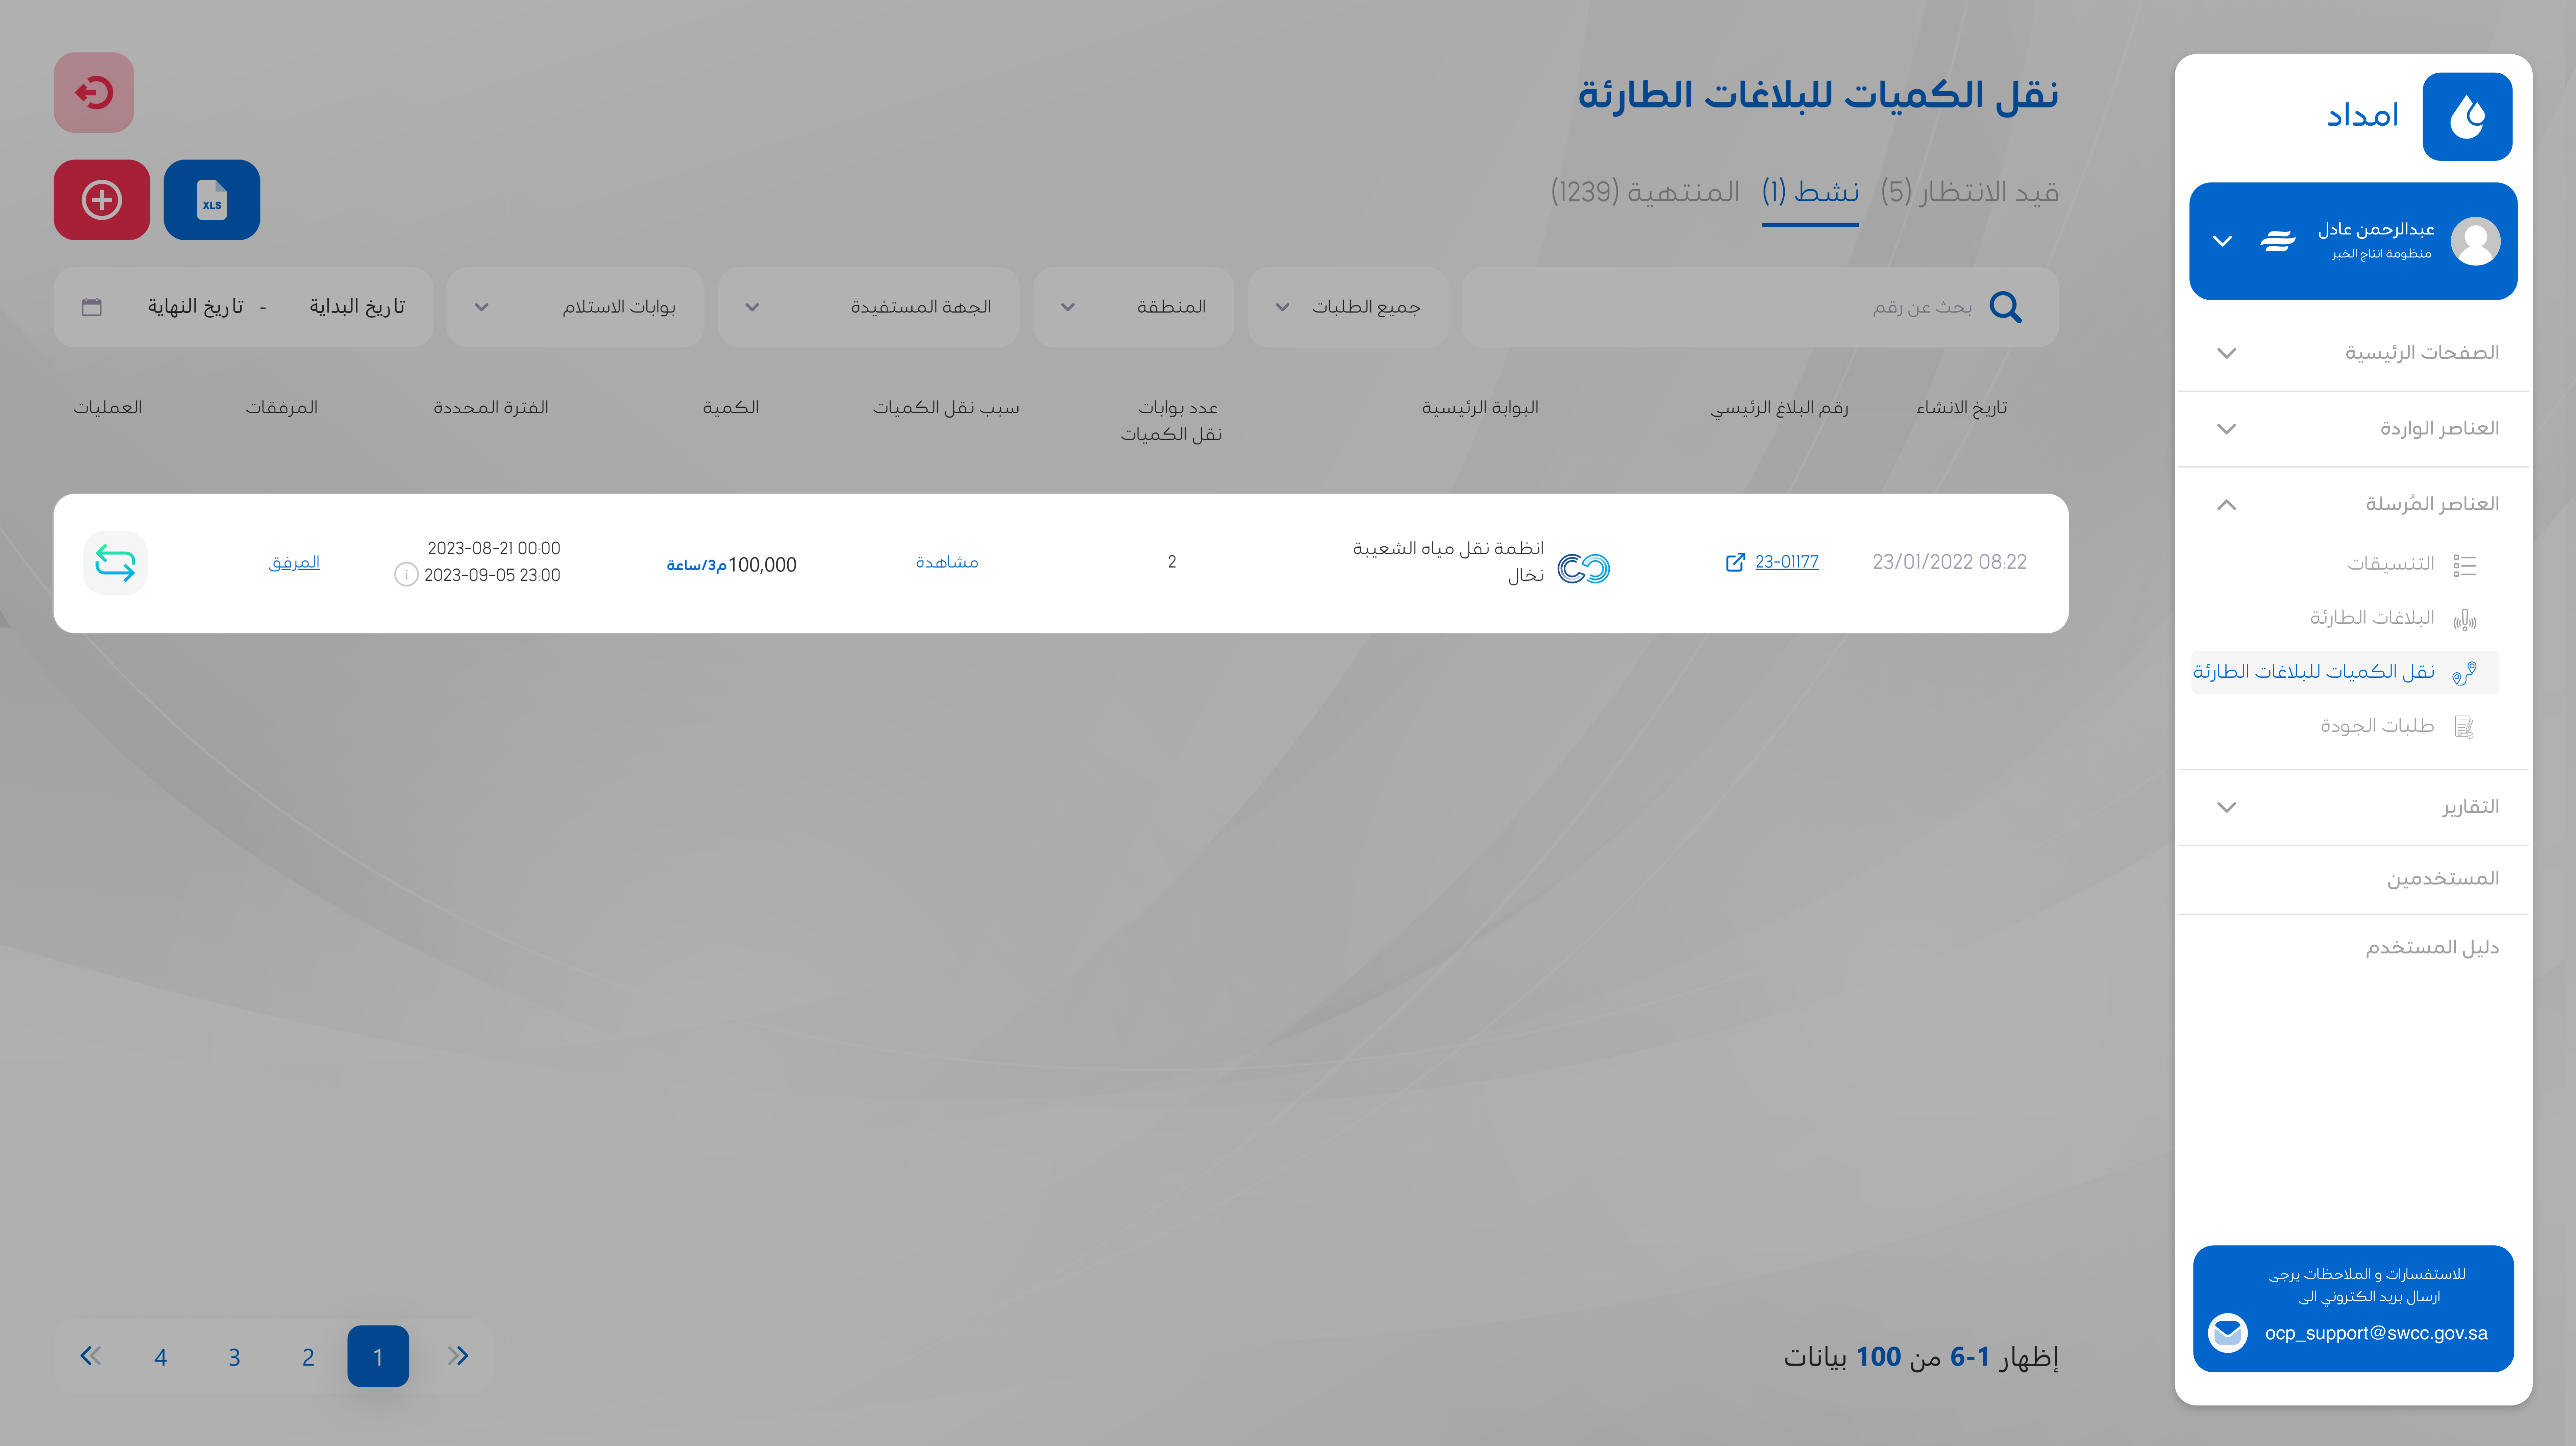 امداد
عبدالرحمن عادل
منظومة انتاج الخبر
الصفحات الرئيسية
العناصر الواردة
العناصر المُرسلة
التنسيقات
البلاغات الطارئة
نقل الكميات للبلاغات الطارئة
طلبات الجودة
التقارير
المستخدمين
دليل المستخدم
للاستفسارات و الملاحظات يرجى
ارسال بريد الكتروني الى
ocp_support@swcc.gov.sa
نقل الكميات للبلاغات الطارئة
قيد الانتظار (5) نشط (1) المنتهية (1239)
XLS
بحث عن رقم
جميع الطلبات
المنطقة
الجهة المستفيدة
بوابات الاستلام
تاريخ البداية - تاريخ النهاية
تاريخ الانشاء
رقم البلاغ الرئيسي
البوابة الرئيسية
عدد بوابات
نقل الكميات
سبب نقل الكميات
الكمية
الفترة المحددة
المرفقات
العمليات
23/01/2022 08:22
23-01177
انظمة نقل مياه الشعيبة
نخال
2
مشاهدة
100,000م3/ساعة
2023-08-21 00:00
2023-09-05 23:00
المرفق
إظهار 1-6 من 100 بيانات
1 2 3 4